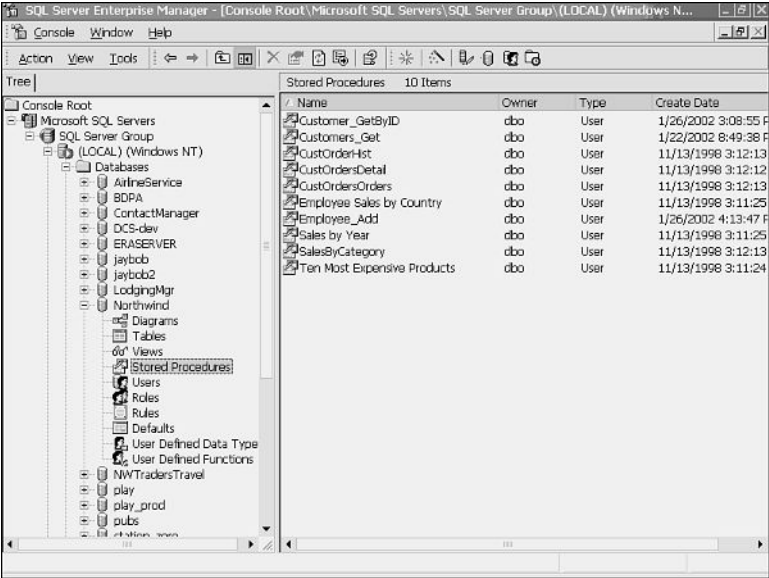 SQL Server Enterprise Manager - [Console Root\Microsoft SQL Servers\SQL Server Group\(LOCAL) (Windows N...
Console Window Help
Action View Tools
Tree
Stored Procedures 10 Items
Console Root
Microsoft SQL Servers
SQL Server Group
(LOCAL) (Windows NT)
Databases
AirlineService
BDPA
ContactManager
DCS-dev
ERASERVER
jaybob
jaybob2
LodgingMgr
Northwind
Diagrams
Tables
Views
Stored Procedures
Users
Roles
Rules
Defaults
User Defined Data Type
User Defined Functions
NWTradersTravel
play
play_prod
pubs
Name Owner Type Create Date
Customer_GetByID dbo User 1/26/2002 3:08:55 P
Customers_Get dbo User 1/22/2002 8:49:38 P
CustOrderHist dbo User 11/13/1998 3:12:13
CustOrdersDetail dbo User 11/13/1998 3:12:12
CustOrdersOrders dbo User 11/13/1998 3:12:13
Employee Sales by Country dbo User 11/13/1998 3:11:25
Employee_Add dbo User 1/26/2002 4:13:47 P
Sales by Year dbo User 11/13/1998 3:11:25
SalesByCategory dbo User 11/13/1998 3:12:13
Ten Most Expensive Products dbo User 11/13/1998 3:11:24